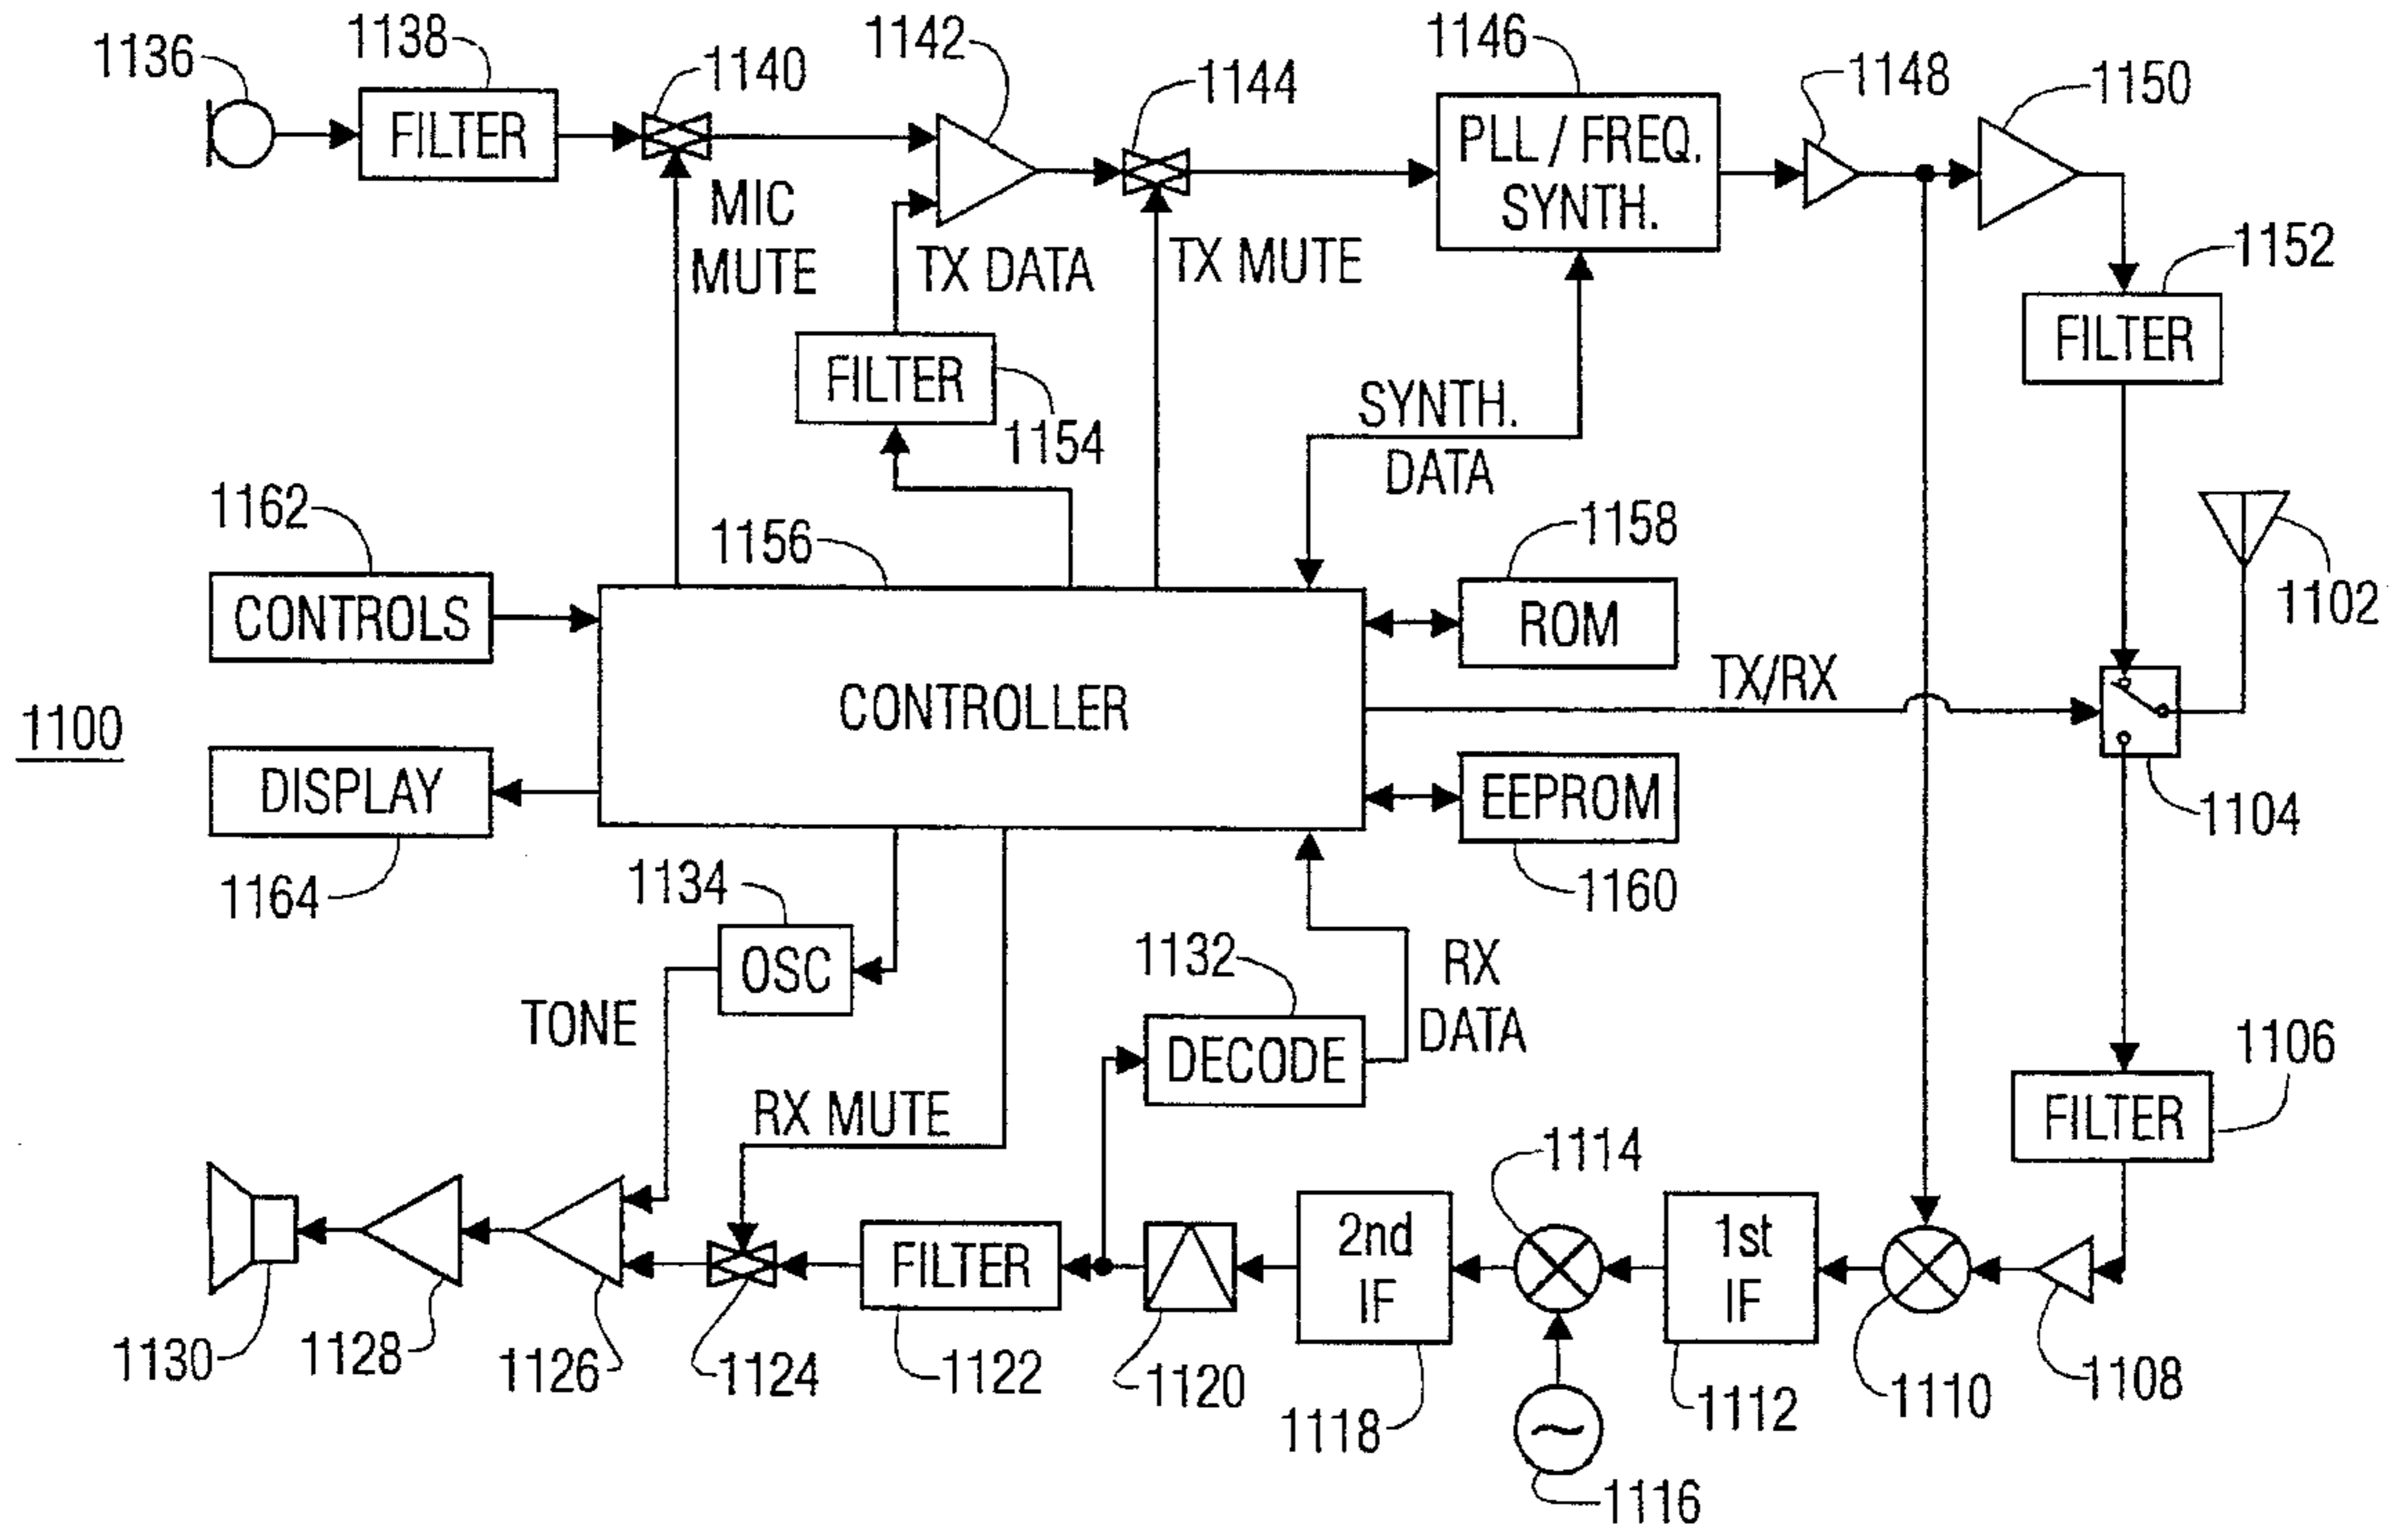 1136
1138
1140
1142
1144
1146
1148
1150
FILTER
PLL / FREQ.
SYNTH.
MIC
MUTE
TX DATA
TX MUTE
1152
FILTER
FILTER
1154
SYNTH.
DATA
1162
1156
1158
1102
CONTROLS
ROM
CONTROLLER
TX/RX
1100
DISPLAY
EEPROM
1104
1164
1134
1160
OSC
1132
RX
DATA
TONE
DECODE
1106
FILTER
RX MUTE
1114
FILTER
2nd
IF
1st
IF
1130
1128
1126
1124
1122
1120
1118
1112
1110
1108
1116